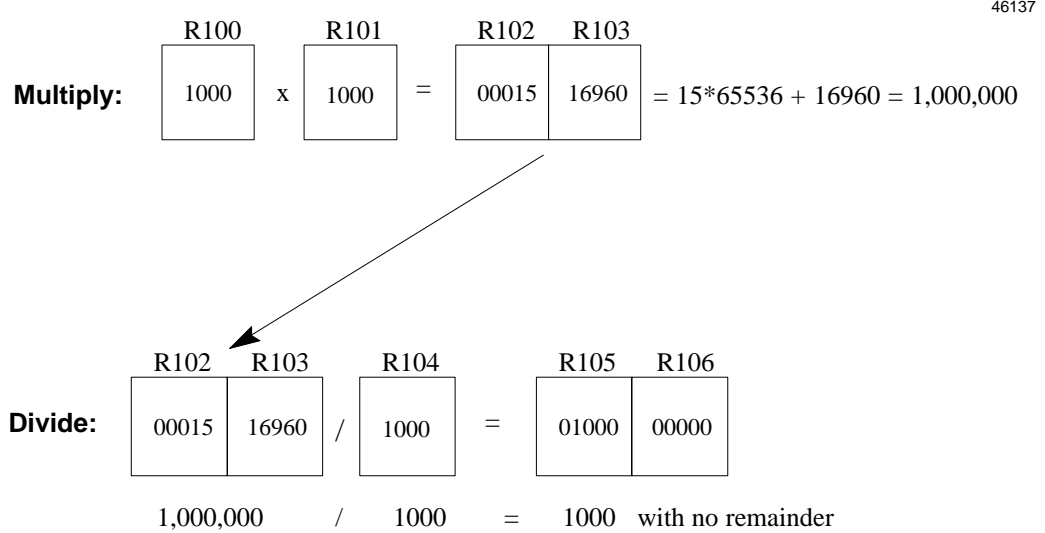 46137
R100 R101 R102 R103
Multiply: 1000 x 1000 = 00015 16960 = 15*65536 + 16960 = 1,000,000
R102 R103 R104 R105 R106
Divide: 00015 16960 / 1000 = 01000 00000
1,000,000 / 1000 = 1000 with no remainder